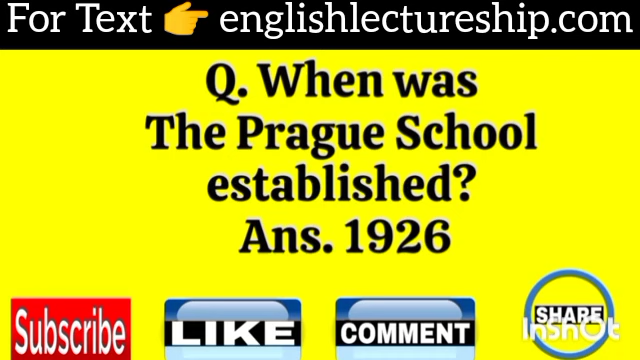 For Text 👉 englishlectureship.com
Q. When was
The Prague School
established?
Ans. 1926
Subscribe
LIKE
COMMENT
SHARE
InShOt